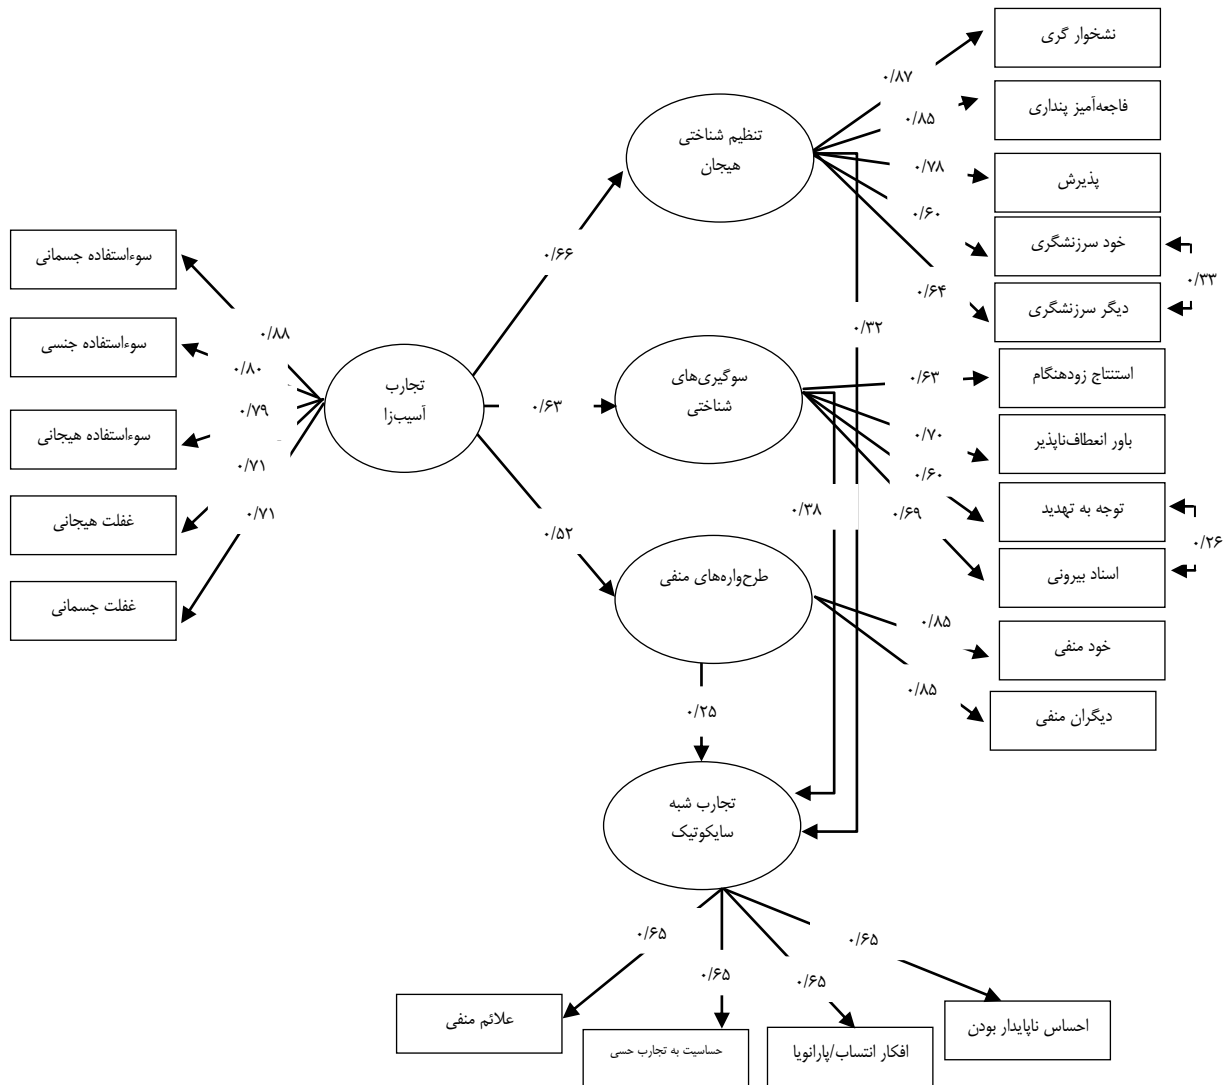 نشخوار گری
۰/۸۷
فاجعه‌آمیز پنداری
۰/۸۵
تنظیم شناختی
هیجان
پذیرش
۰/۷۸
۰/۶۰
خود سرزنشگری
سوءاستفاده جسمانی
۰/۶۶
۰/۳۳
۰/۶۴
دیگر سرزنشگری
۰/۳۲
۰/۸۸
سوءاستفاده جنسی
۰/۸۰
سوگیری‌های
شناختی
۰/۶۳
استنتاج زودهنگام
تجارب
آسیب‌زا
۰/۶۳
۰/۷۹
۰/۷۰
باور انعطاف‌ناپذیر
سوءاستفاده هیجانی
۰/۷۱
۰/۶۰
توجه به تهدید
۰/۳۸
۰/۶۹
۰/۷۱
غفلت هیجانی
۰/۵۲
۰/۲۶
طرح‌واره‌های منفی
اسناد بیرونی
غفلت جسمانی
۰/۸۵
خود منفی
۰/۸۵
دیگران منفی
۰/۲۵
تجارب شبه
سایکوتیک
۰/۶۵
۰/۶۵
۰/۶۵
۰/۶۵
علائم منفی
حساسیت به تجارب حسی
افکار انتساب/پارانویا
احساس ناپایدار بودن